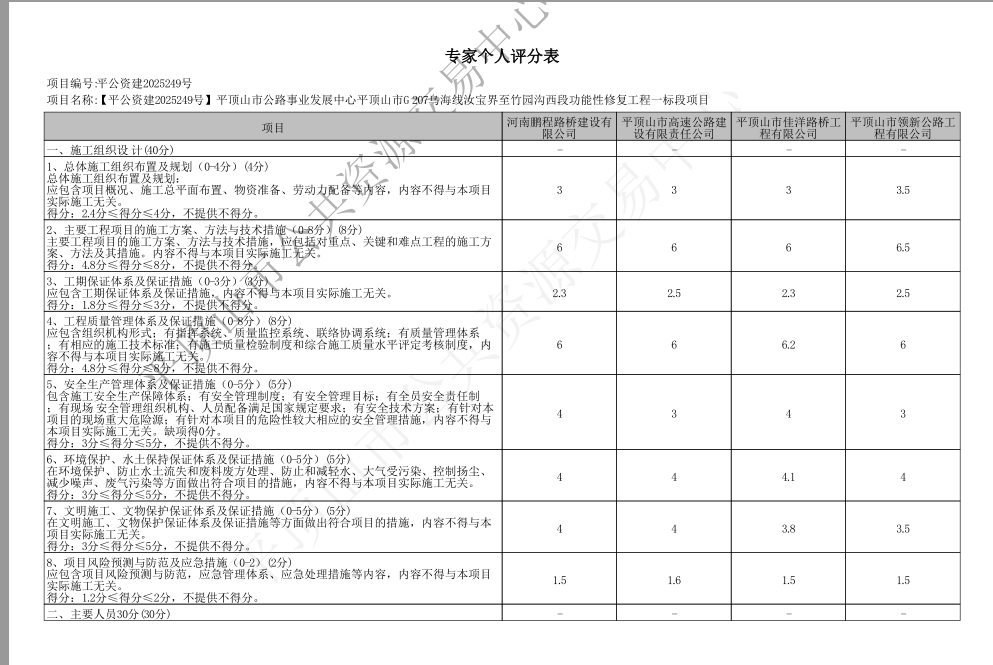 专家个人评分表
项目编号:平公资建2025249号
项目名称:【平公资建2025249号】平顶山市公路事业发展中心平顶山市G207乌海线汝宝界至竹园沟西段功能性修复工程一标段项目
项目 河南鹏程路桥建设有限公司 平顶山市高速公路建设有限责任公司 平顶山市佳洋路桥工程有限公司 平顶山市领新公路工程有限公司
一、施工组织设计(40分) - - - -
1、总体施工组织布置及规划（0-4分）(4分)
总体施工组织布置及规划;
应包含项目概况、施工总平面布置、物资准备、劳动力配备等内容，内容不得与本项目
实际施工无关。
得分：2.4分≤得分≤4分，不提供不得分。
3 3 3 3.5
2、主要工程项目的施工方案、方法与技术措施（0-8分）(8分)
主要工程项目的施工方案、方法与技术措施，应包括对重点、关键和难点工程的施工方
案、方法及其措施。内容不得与本项目实际施工无关。
得分：4.8分≤得分≤8分，不提供不得分。
6 6 6 6.5
3、工期保证体系及保证措施（0-3分）(3分)
应包含工期保证体系及保证措施，内容不得与本项目实际施工无关。
得分：1.8分≤得分≤3分，不提供不得分。
2.3 2.5 2.3 2.5
4、工程质量管理体系及保证措施（0-8分）(8分)
应包含组织机构形式；有指挥系统、质量监控系统、联络协调系统；有质量管理体系
；有相应的施工技术标准；有施工质量检验制度和综合施工质量水平评定考核制度，内
容不得与本项目实际施工无关。
得分：4.8分≤得分≤8分，不提供不得分。
6 6 6.2 6
5、安全生产管理体系及保证措施（0-5分）(5分)
包含施工安全生产保障体系；有安全管理制度；有安全管理目标；有全员安全责任制
；有现场 安全管理组织机构、人员配备满足国家规定要求；有安全技术方案；有针对本
项目的现场重大危险源；有针对本项目的危险性较大相应的安全管理措施，内容不得与
本项目实际施工无关。缺项得0分。
得分：3分≤得分≤5分，不提供不得分。
4 3 4 3
6、环境保护、水土保持保证体系及保证措施（0-5分）(5分)
在环境保护、防止水土流失和废料废方处理、防止和减轻水、大气受污染、控制扬尘、
减少噪声、废气污染等方面做出符合项目的措施，内容不得与本项目实际施工无关。
得分：3分≤得分≤5分，不提供不得分。
4 4 4.1 4
7、文明施工、文物保护保证体系及保证措施（0-5分）(5分)
在文明施工、文物保护保证体系及保证措施等方面做出符合项目的措施，内容不得与本
项目实际施工无关。
得分：3分≤得分≤5分，不提供不得分。
4 4 3.8 3.5
8、项目风险预测与防范及应急措施（0-2）(2分)
应包含项目风险预测与防范，应急管理体系、应急处理措施等内容，内容不得与本项目
实际施工无关。
得分：1.2分≤得分≤2分，不提供不得分。
1.5 1.6 1.5 1.5
二、主要人员30分(30分) - - - -
平顶山市公共资源交易中心
平顶山市公共资源交易中心